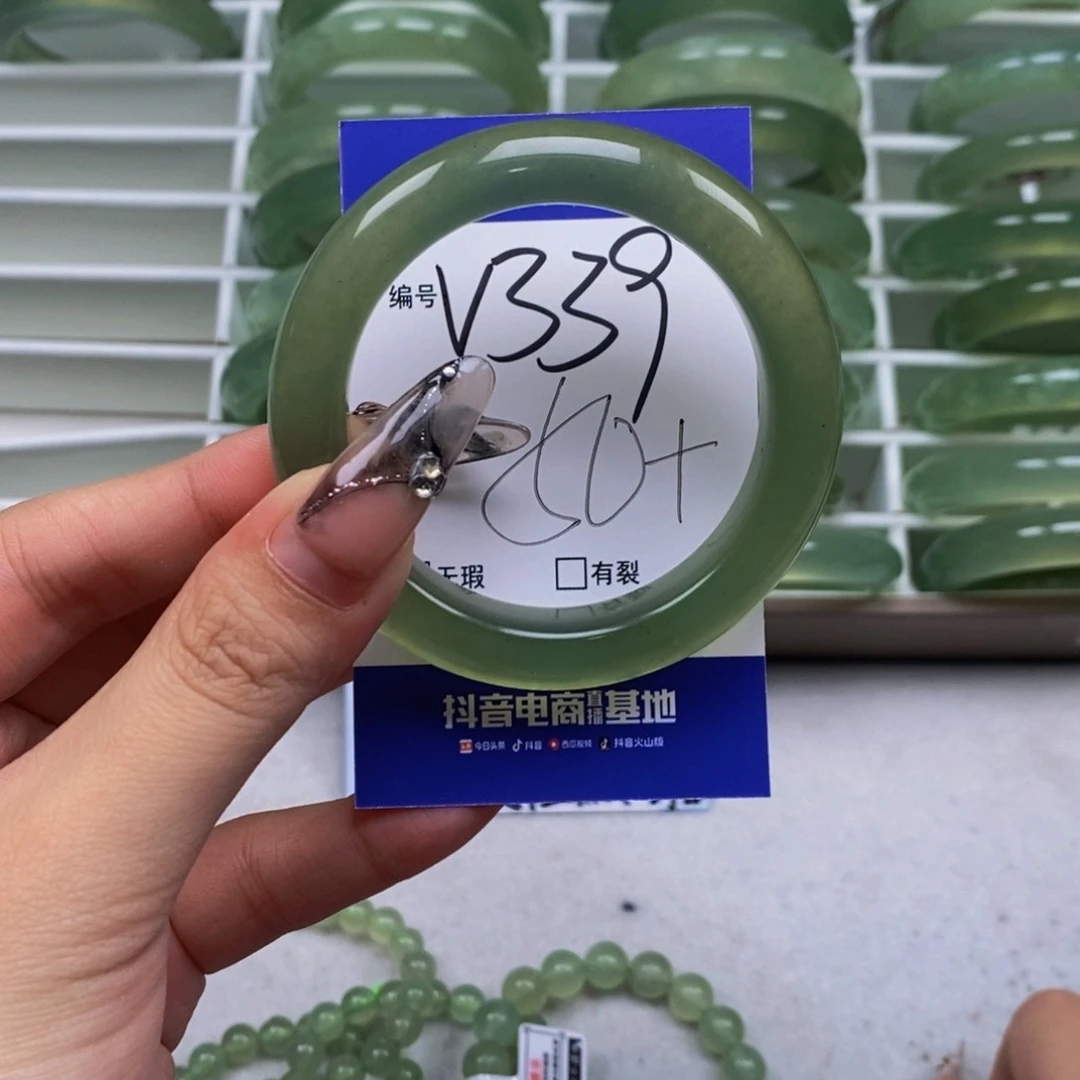 编号 V339
50+
无瑕 □有裂
抖音电商直播基地
今日头条 抖音 西瓜视频 抖音火山版